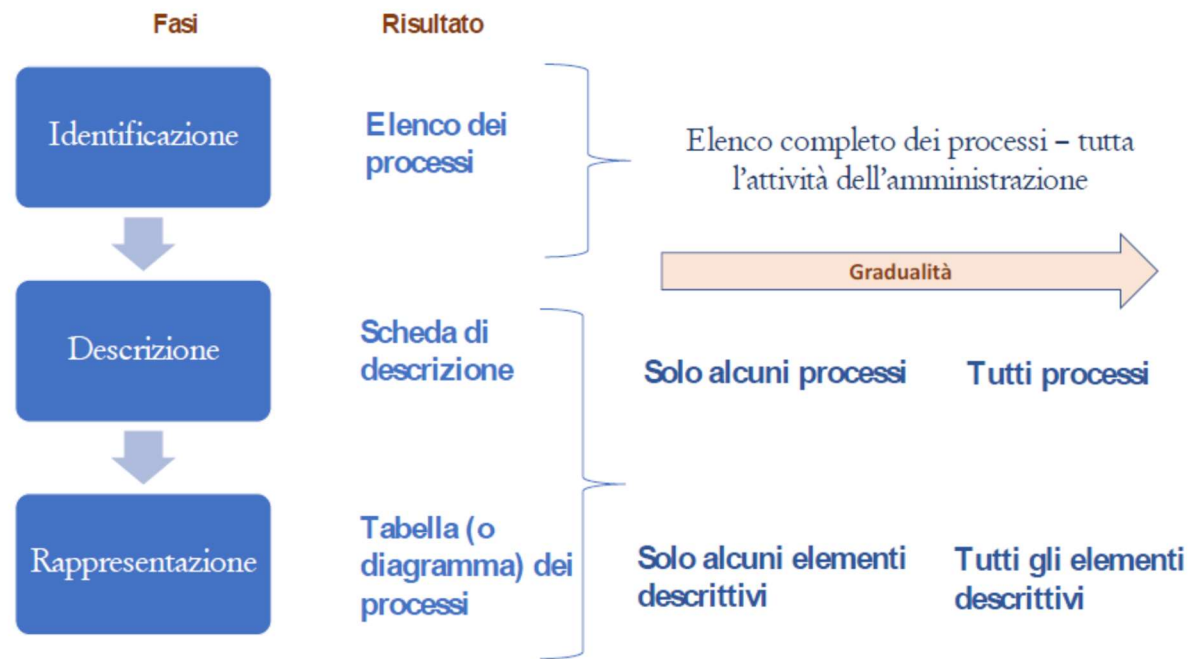 Fasi
Risultato
Identificazione
Elenco dei
processi
Elenco completo dei processi – tutta
l'attività dell'amministrazione
Gradualità
Descrizione
Scheda di
descrizione
Solo alcuni processi
Tutti processi
Rappresentazione
Tabella (o
diagramma) dei
processi
Solo alcuni elementi
descrittivi
Tutti gli elementi
descrittivi